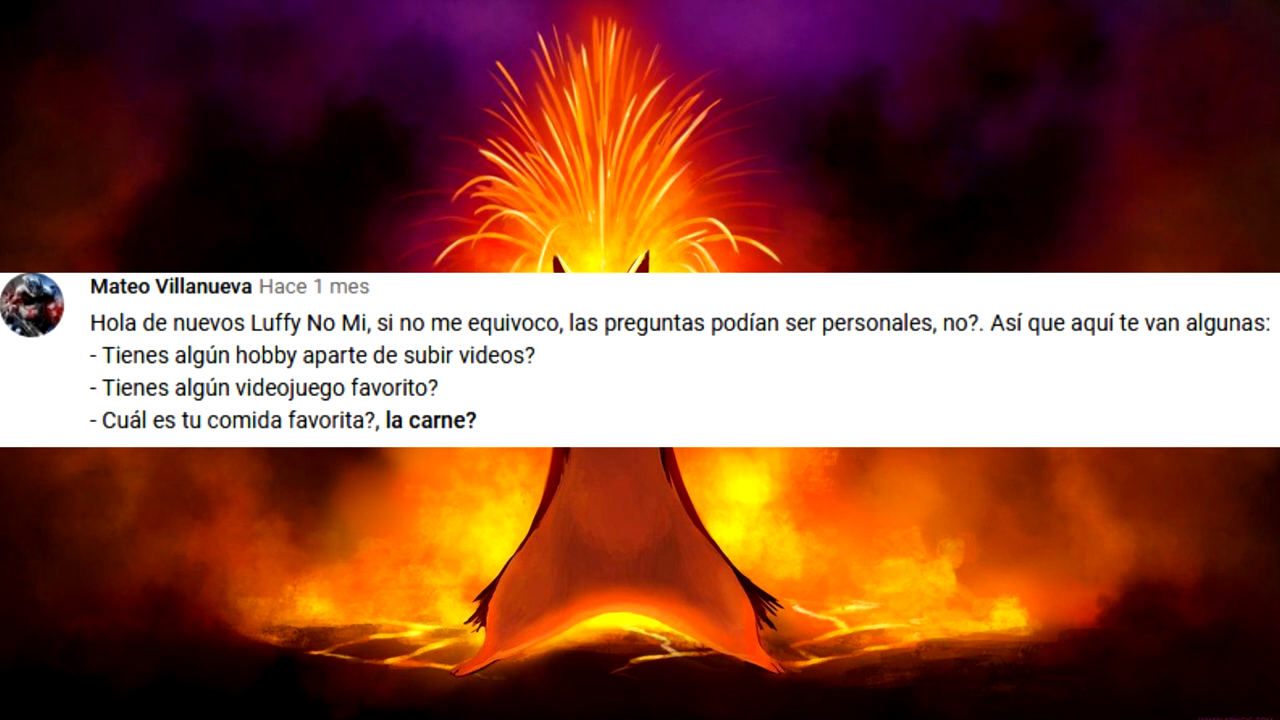 Mateo Villanueva Hace 1 mes
Hola de nuevos Luffy No Mi, si no me equivoco, las preguntas podían ser personales, no?. Así que aquí te van algunas:
- Tienes algún hobby aparte de subir videos?
- Tienes algún videojuego favorito?
- Cuál es tu comida favorita?, la carne?